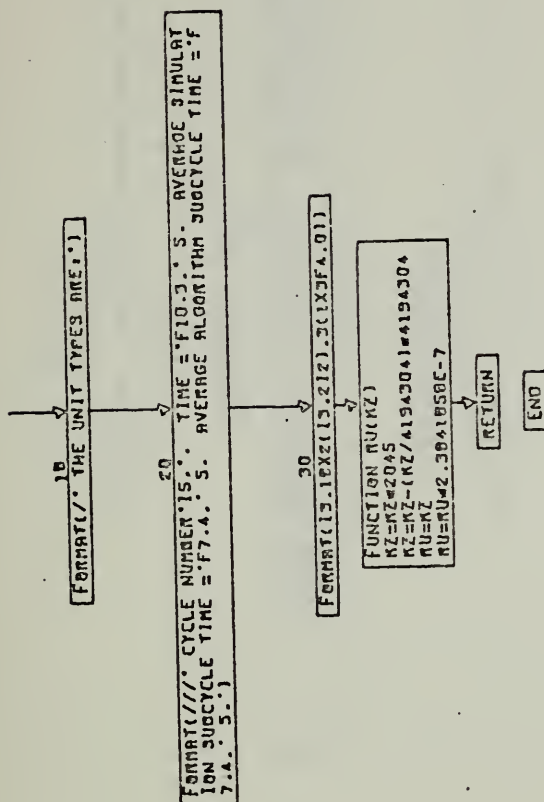 10
FORMAT(/' THE UNIT TYPES ARE:')
20
FORMAT(///' CYCLE NUMBER'I5,'. TIME ='F10.3,' S. AVERAGE SIMULAT
ION SUBCYCLE TIME ='F7.4,' S. AVERAGE ALGORITHM SUBCYCLE TIME ='F
7.4,' S.')
30
FORMAT(I3,18X2(I3,2I2),3(1X3F4.0))
FUNCTION RU(KZ)
KZ=KZ*2045
KZ=KZ-(KZ/4194304)*4194304
RU=KZ
RU=RU*2.3841858E-7
RETURN
END